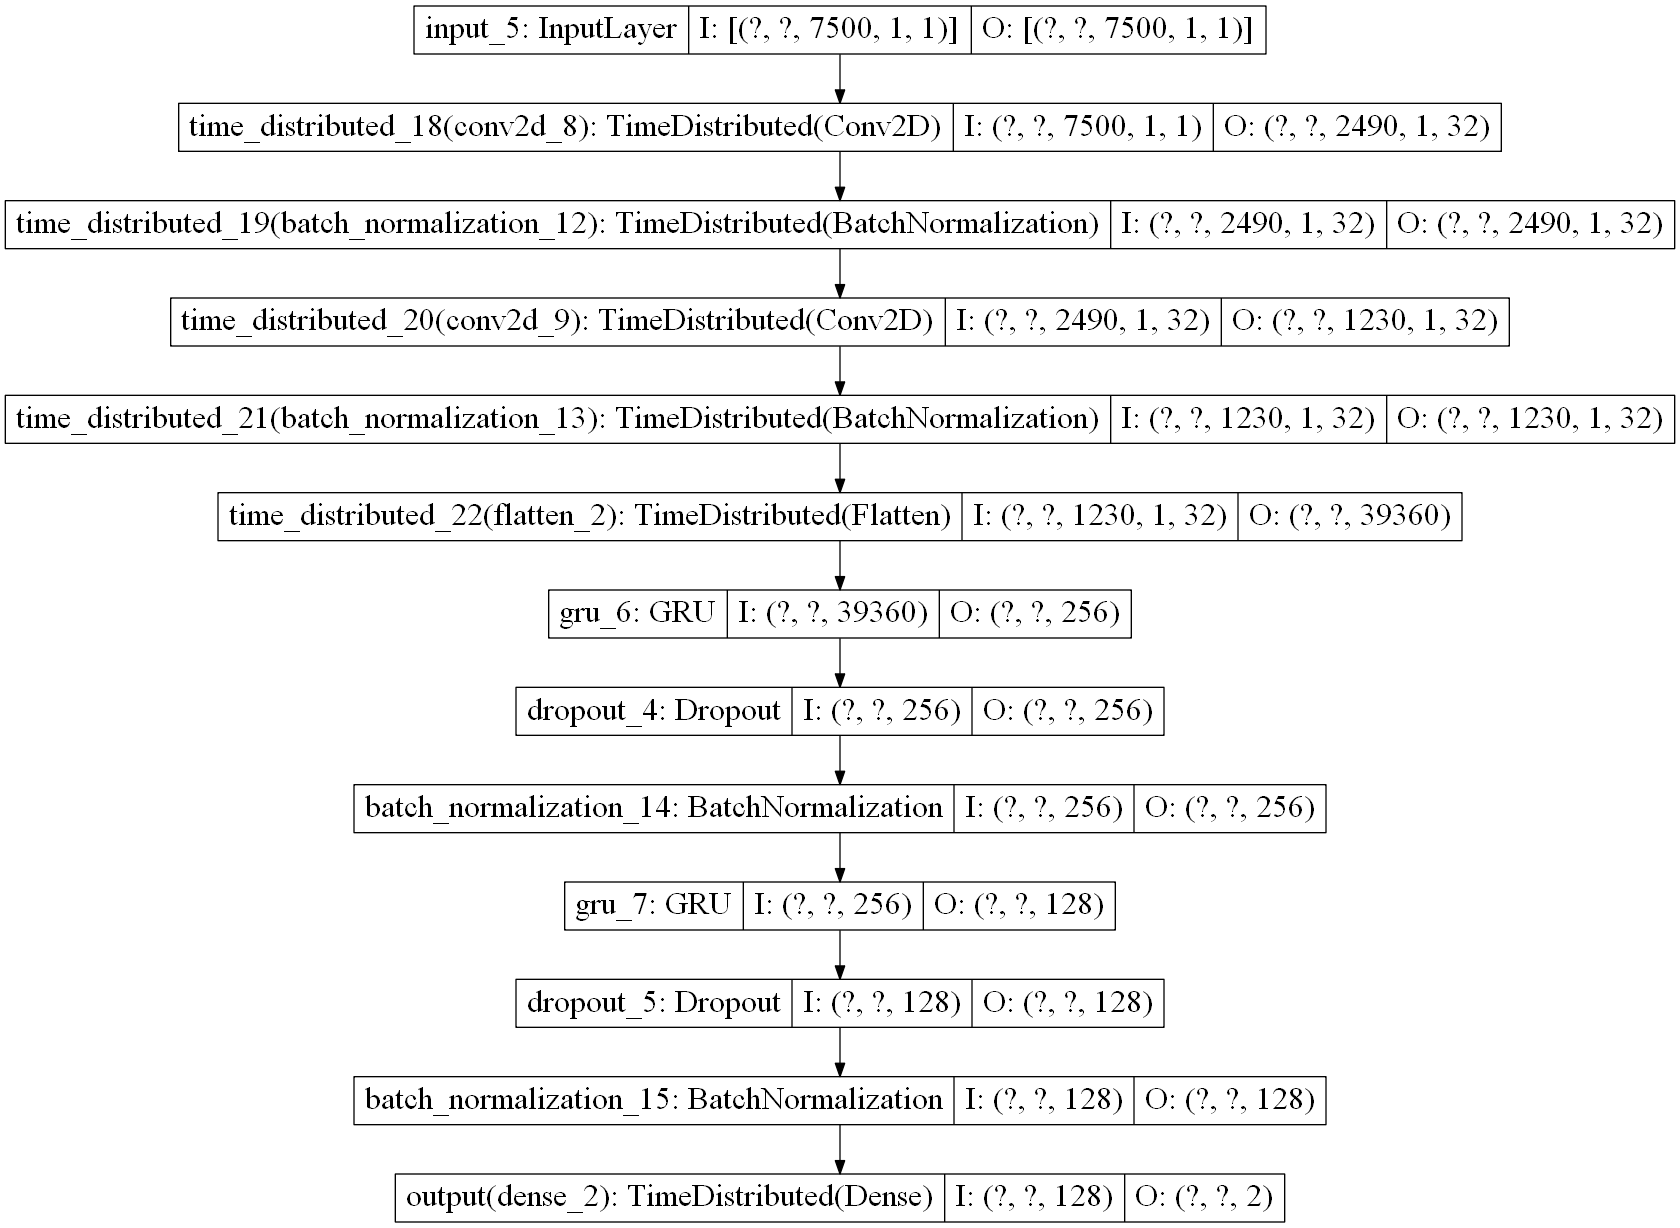 input_5: InputLayer I: [(?, ?, 7500, 1, 1)] O: [(?, ?, 7500, 1, 1)]
time_distributed_18(conv2d_8): TimeDistributed(Conv2D) I: (?, ?, 7500, 1, 1) O: (?, ?, 2490, 1, 32)
time_distributed_19(batch_normalization_12): TimeDistributed(BatchNormalization) I: (?, ?, 2490, 1, 32) O: (?, ?, 2490, 1, 32)
time_distributed_20(conv2d_9): TimeDistributed(Conv2D) I: (?, ?, 2490, 1, 32) O: (?, ?, 1230, 1, 32)
time_distributed_21(batch_normalization_13): TimeDistributed(BatchNormalization) I: (?, ?, 1230, 1, 32) O: (?, ?, 1230, 1, 32)
time_distributed_22(flatten_2): TimeDistributed(Flatten) I: (?, ?, 1230, 1, 32) O: (?, ?, 39360)
gru_6: GRU I: (?, ?, 39360) O: (?, ?, 256)
dropout_4: Dropout I: (?, ?, 256) O: (?, ?, 256)
batch_normalization_14: BatchNormalization I: (?, ?, 256) O: (?, ?, 256)
gru_7: GRU I: (?, ?, 256) O: (?, ?, 128)
dropout_5: Dropout I: (?, ?, 128) O: (?, ?, 128)
batch_normalization_15: BatchNormalization I: (?, ?, 128) O: (?, ?, 128)
output(dense_2): TimeDistributed(Dense) I: (?, ?, 128) O: (?, ?, 2)